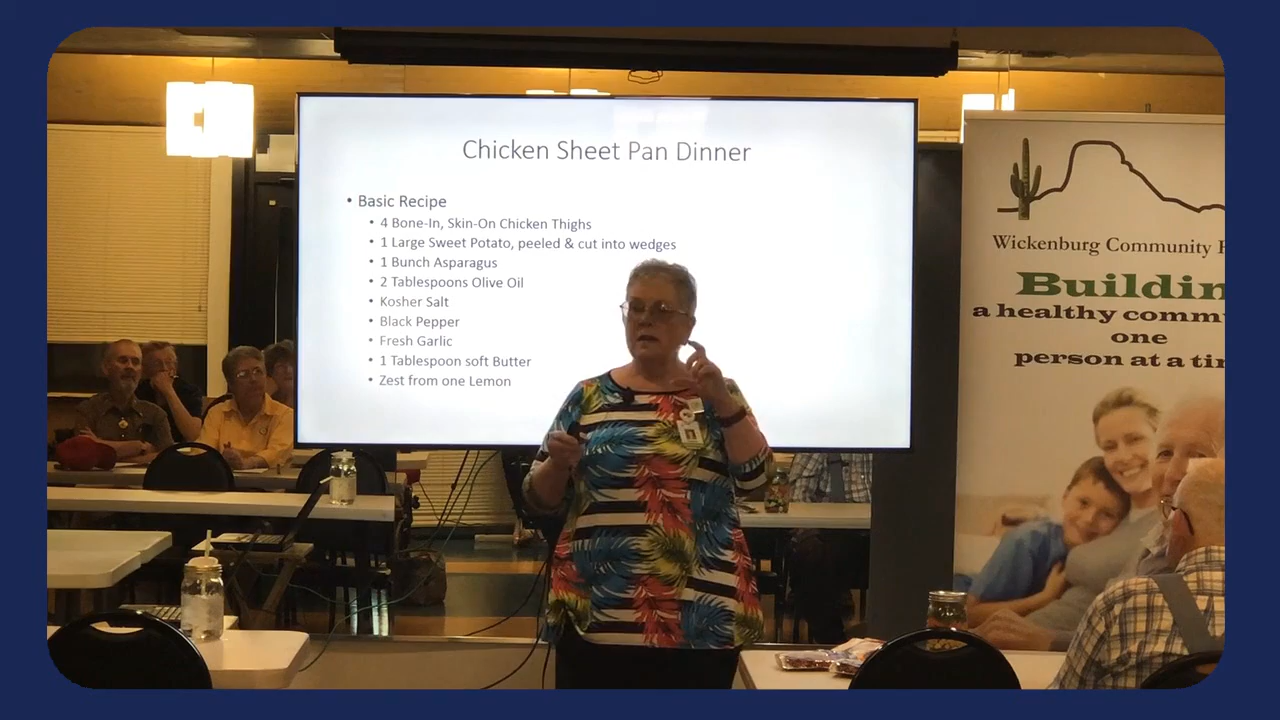 Chicken Sheet Pan Dinner
• Basic Recipe
• 4 Bone-In, Skin-On Chicken Thighs
• 1 Large Sweet Potato, peeled & cut into wedges
• 1 Bunch Asparagus
• 2 Tablespoons Olive Oil
• Kosher Salt
• Black Pepper
• Fresh Garlic
• 1 Tablespoon soft Butter
• Zest from one Lemon
Wickenburg Community
Buildin
a healthy commu
one
person at a ti